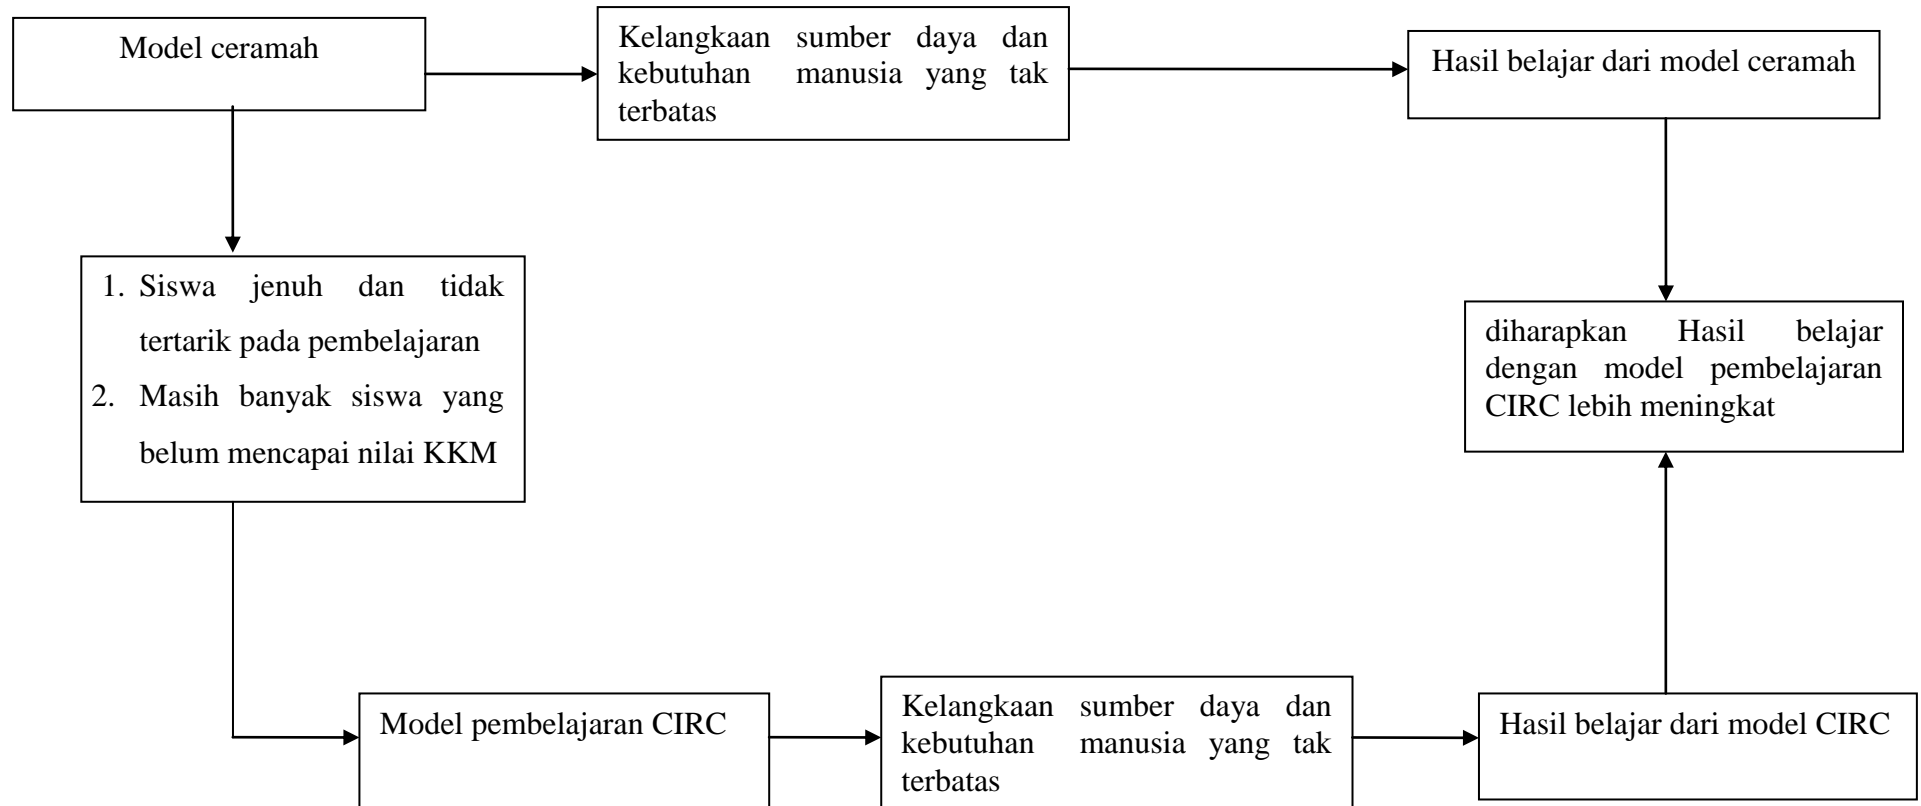 Model ceramah
Kelangkaan sumber daya dan
kebutuhan manusia yang tak
terbatas
Hasil belajar dari model ceramah
1. Siswa jenuh dan tidak
tertarik pada pembelajaran
2. Masih banyak siswa yang
belum mencapai nilai KKM
diharapkan Hasil belajar
dengan model pembelajaran
CIRC lebih meningkat
Model pembelajaran CIRC
Kelangkaan sumber daya dan
kebutuhan manusia yang tak
terbatas
Hasil belajar dari model CIRC